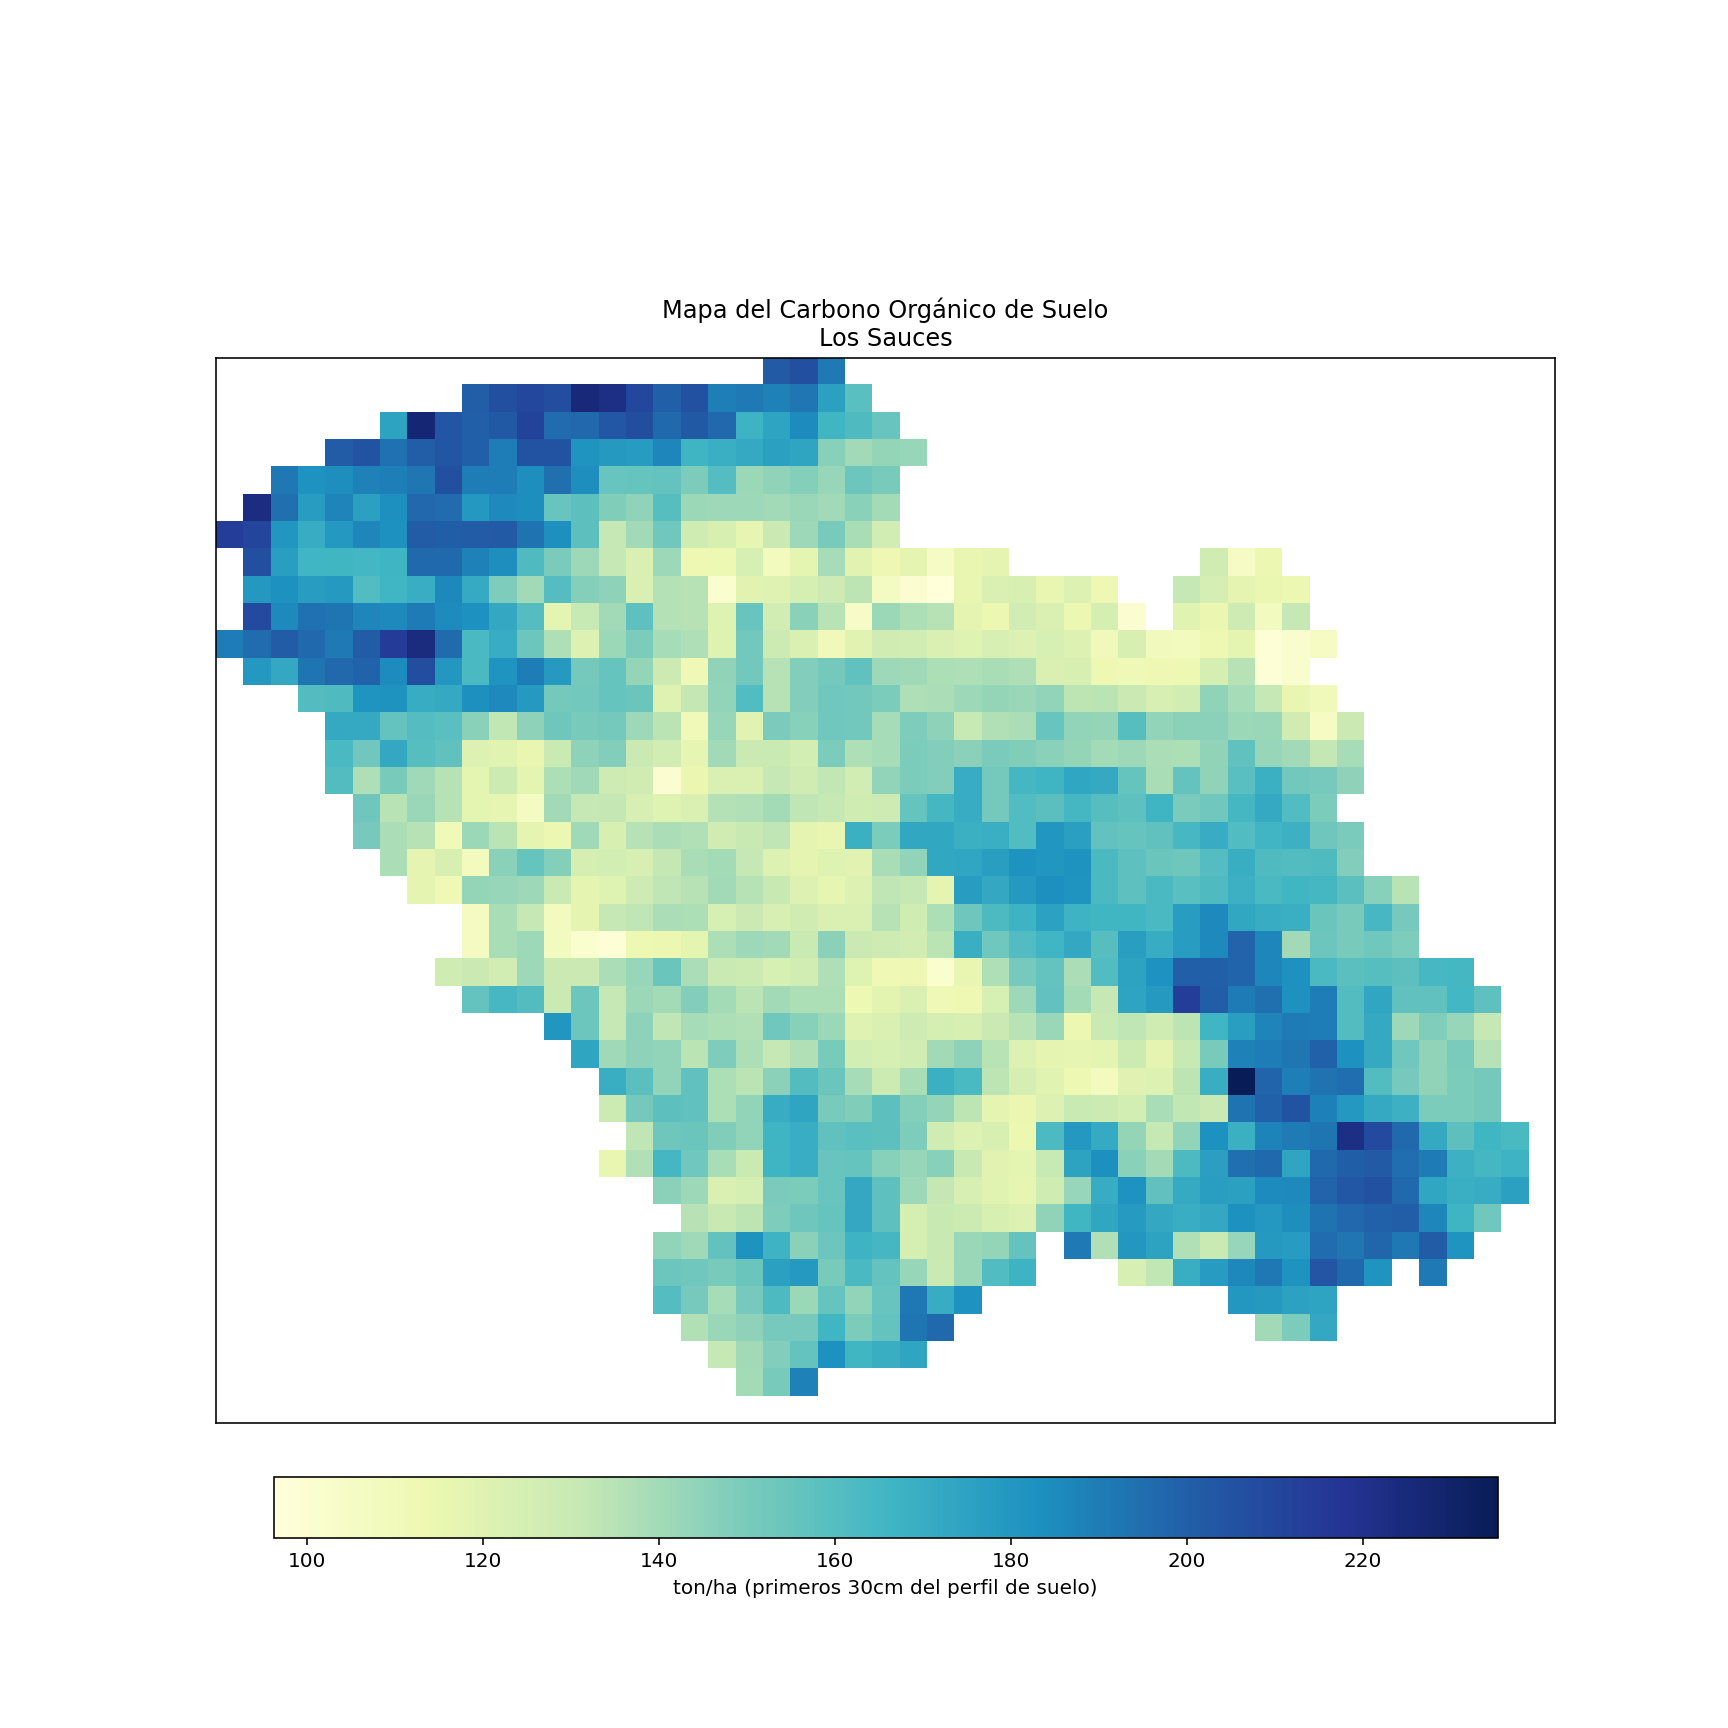 Mapa del Carbono Orgánico de Suelo
Los Sauces
100 120 140 160 180 200 220
ton/ha (primeros 30cm del perfil de suelo)